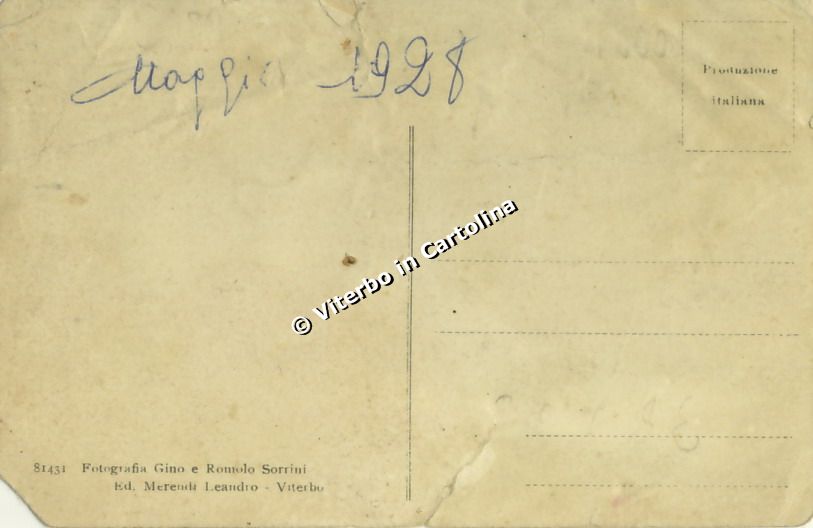 Maggio 1928
Produzione
italiana
© Viterbo in Cartolina
81431 Fotografia Gino e Romolo Sorrini
Ed. Merendi Leandro - Viterbo